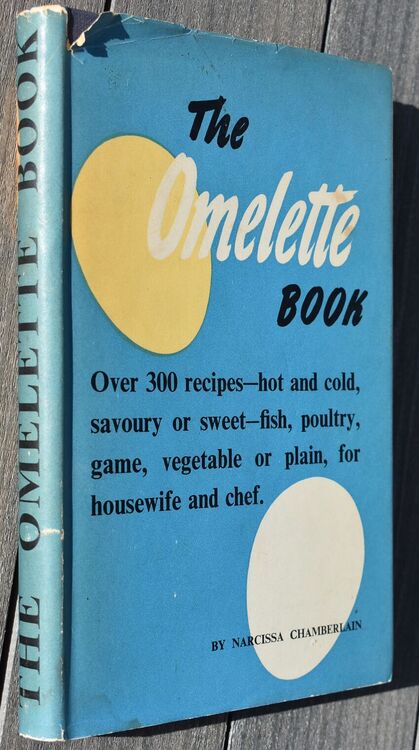 THE OMELETTE BOOK
The
Omelette
BOOK
Over 300 recipes—hot and cold,
savoury or sweet—fish, poultry,
game, vegetable or plain, for
housewife and chef.
BY NARCISSA CHAMBERLAIN